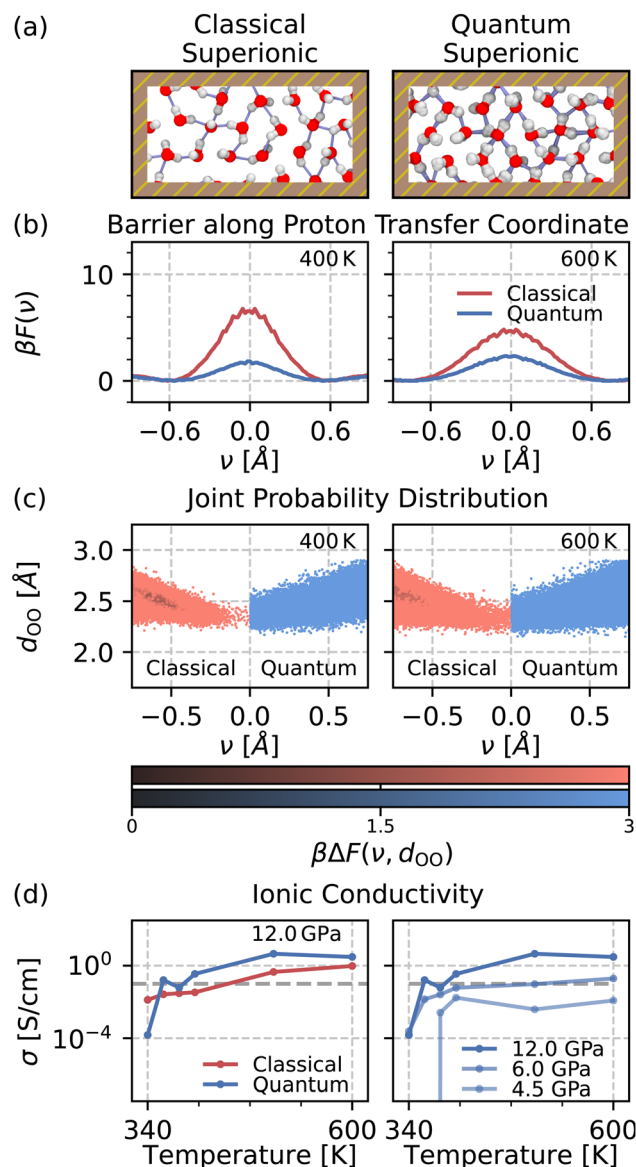 (a)
Classical
Superionic
Quantum
Superionic
(b)
Barrier along Proton Transfer Coordinate
400 K
600 K
Classical
Quantum
βF(ν)
10
0
−0.6
0.0
0.6
−0.6
0.0
0.6
ν [Å]
ν [Å]
(c)
Joint Probability Distribution
400 K
600 K
d_OO [Å]
3.0
2.5
2.0
Classical
Quantum
Classical
Quantum
−0.5
0.0
0.5
−0.5
0.0
0.5
ν [Å]
ν [Å]
0
1.5
3
βΔF(ν, d_OO)
(d)
Ionic Conductivity
12.0 GPa
σ [S/cm]
10⁰
10⁻⁴
Classical
Quantum
12.0 GPa
6.0 GPa
4.5 GPa
340
600
340
600
Temperature [K]
Temperature [K]